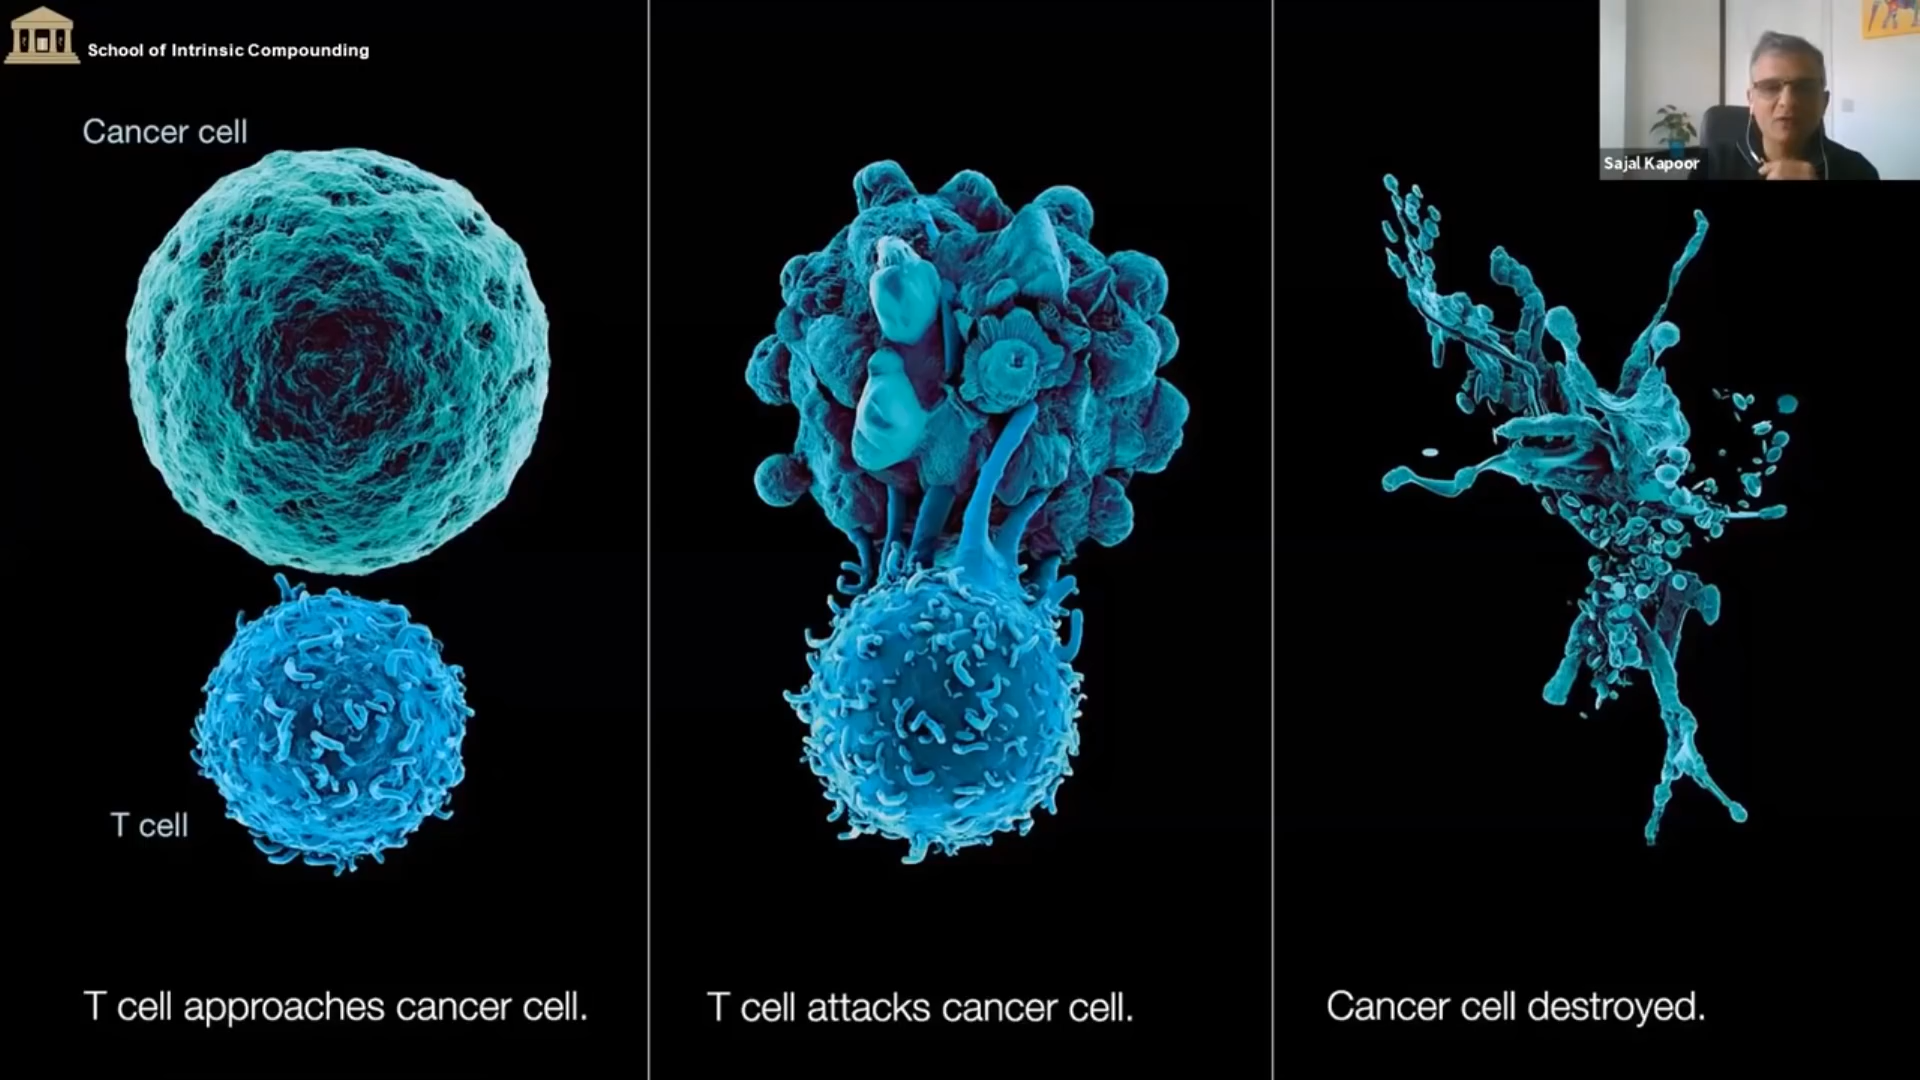 School of Intrinsic Compounding
Sajal Kapoor
Cancer cell
T cell
T cell approaches cancer cell.
T cell attacks cancer cell.
Cancer cell destroyed.